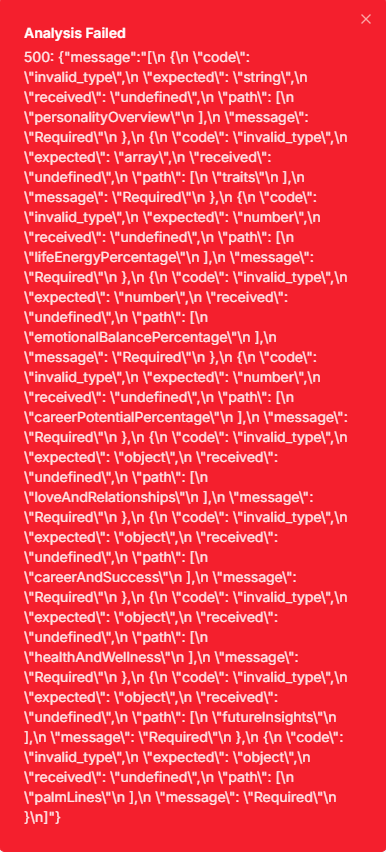 Analysis Failed
500: {"message":"[\n {\n \"code\":
\"invalid_type\",\n \"expected\": \"string\",\n
\"received\": \"undefined\",\n \"path\": [\n
\"personalityOverview\"\n ],\n \"message\":
\"Required\"\n },\n {\n \"code\": \"invalid_type\",\n
\"expected\": \"array\",\n \"received\":
\"undefined\",\n \"path\": [\n \"traits\"\n ],\n
\"message\": \"Required\"\n },\n {\n \"code\":
\"invalid_type\",\n \"expected\": \"number\",\n
\"received\": \"undefined\",\n \"path\": [\n
\"lifeEnergyPercentage\"\n ],\n \"message\":
\"Required\"\n },\n {\n \"code\": \"invalid_type\",\n
\"expected\": \"number\",\n \"received\":
\"undefined\",\n \"path\": [\n
\"emotionalBalancePercentage\"\n ],\n
\"message\": \"Required\"\n },\n {\n \"code\":
\"invalid_type\",\n \"expected\": \"number\",\n
\"received\": \"undefined\",\n \"path\": [\n
\"careerPotentialPercentage\"\n ],\n \"message\":
\"Required\"\n },\n {\n \"code\": \"invalid_type\",\n
\"expected\": \"object\",\n \"received\":
\"undefined\",\n \"path\": [\n
\"loveAndRelationships\"\n ],\n \"message\":
\"Required\"\n },\n {\n \"code\": \"invalid_type\",\n
\"expected\": \"object\",\n \"received\":
\"undefined\",\n \"path\": [\n
\"careerAndSuccess\"\n ],\n \"message\":
\"Required\"\n },\n {\n \"code\": \"invalid_type\",\n
\"expected\": \"object\",\n \"received\":
\"undefined\",\n \"path\": [\n
\"healthAndWellness\"\n ],\n \"message\":
\"Required\"\n },\n {\n \"code\": \"invalid_type\",\n
\"expected\": \"object\",\n \"received\":
\"undefined\",\n \"path\": [\n \"futureInsights\"\n
],\n \"message\": \"Required\"\n },\n {\n \"code\":
\"invalid_type\",\n \"expected\": \"object\",\n
\"received\": \"undefined\",\n \"path\": [\n
\"palmLines\"\n ],\n \"message\": \"Required\"\n
}\n]"}